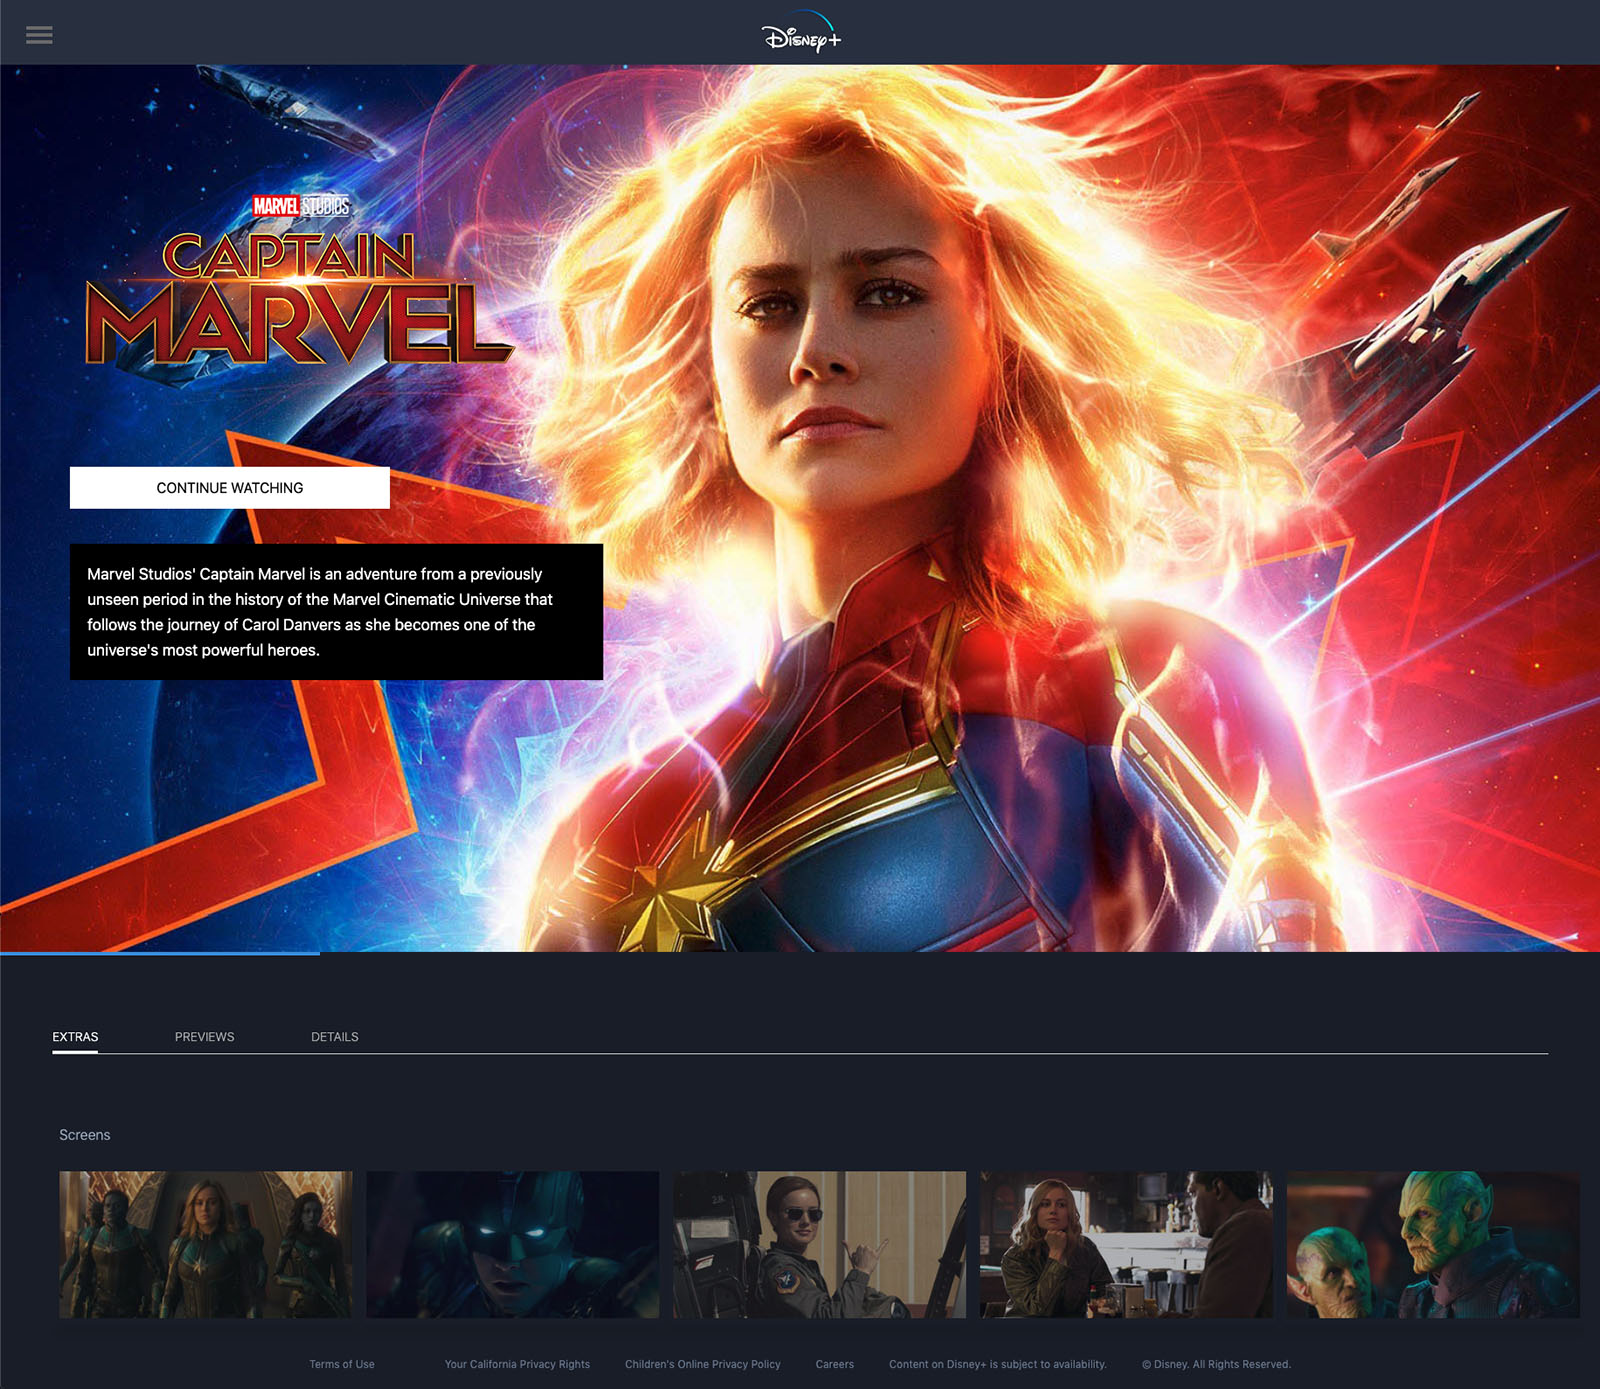 Disney+
MARVEL STUDIOS
CAPTAIN
MARVEL
CONTINUE WATCHING
Marvel Studios' Captain Marvel is an adventure from a previously
unseen period in the history of the Marvel Cinematic Universe that
follows the journey of Carol Danvers as she becomes one of the
universe's most powerful heroes.
EXTRAS PREVIEWS DETAILS
Screens
Terms of Use Your California Privacy Rights Children's Online Privacy Policy Careers Content on Disney+ is subject to availability. © Disney. All Rights Reserved.